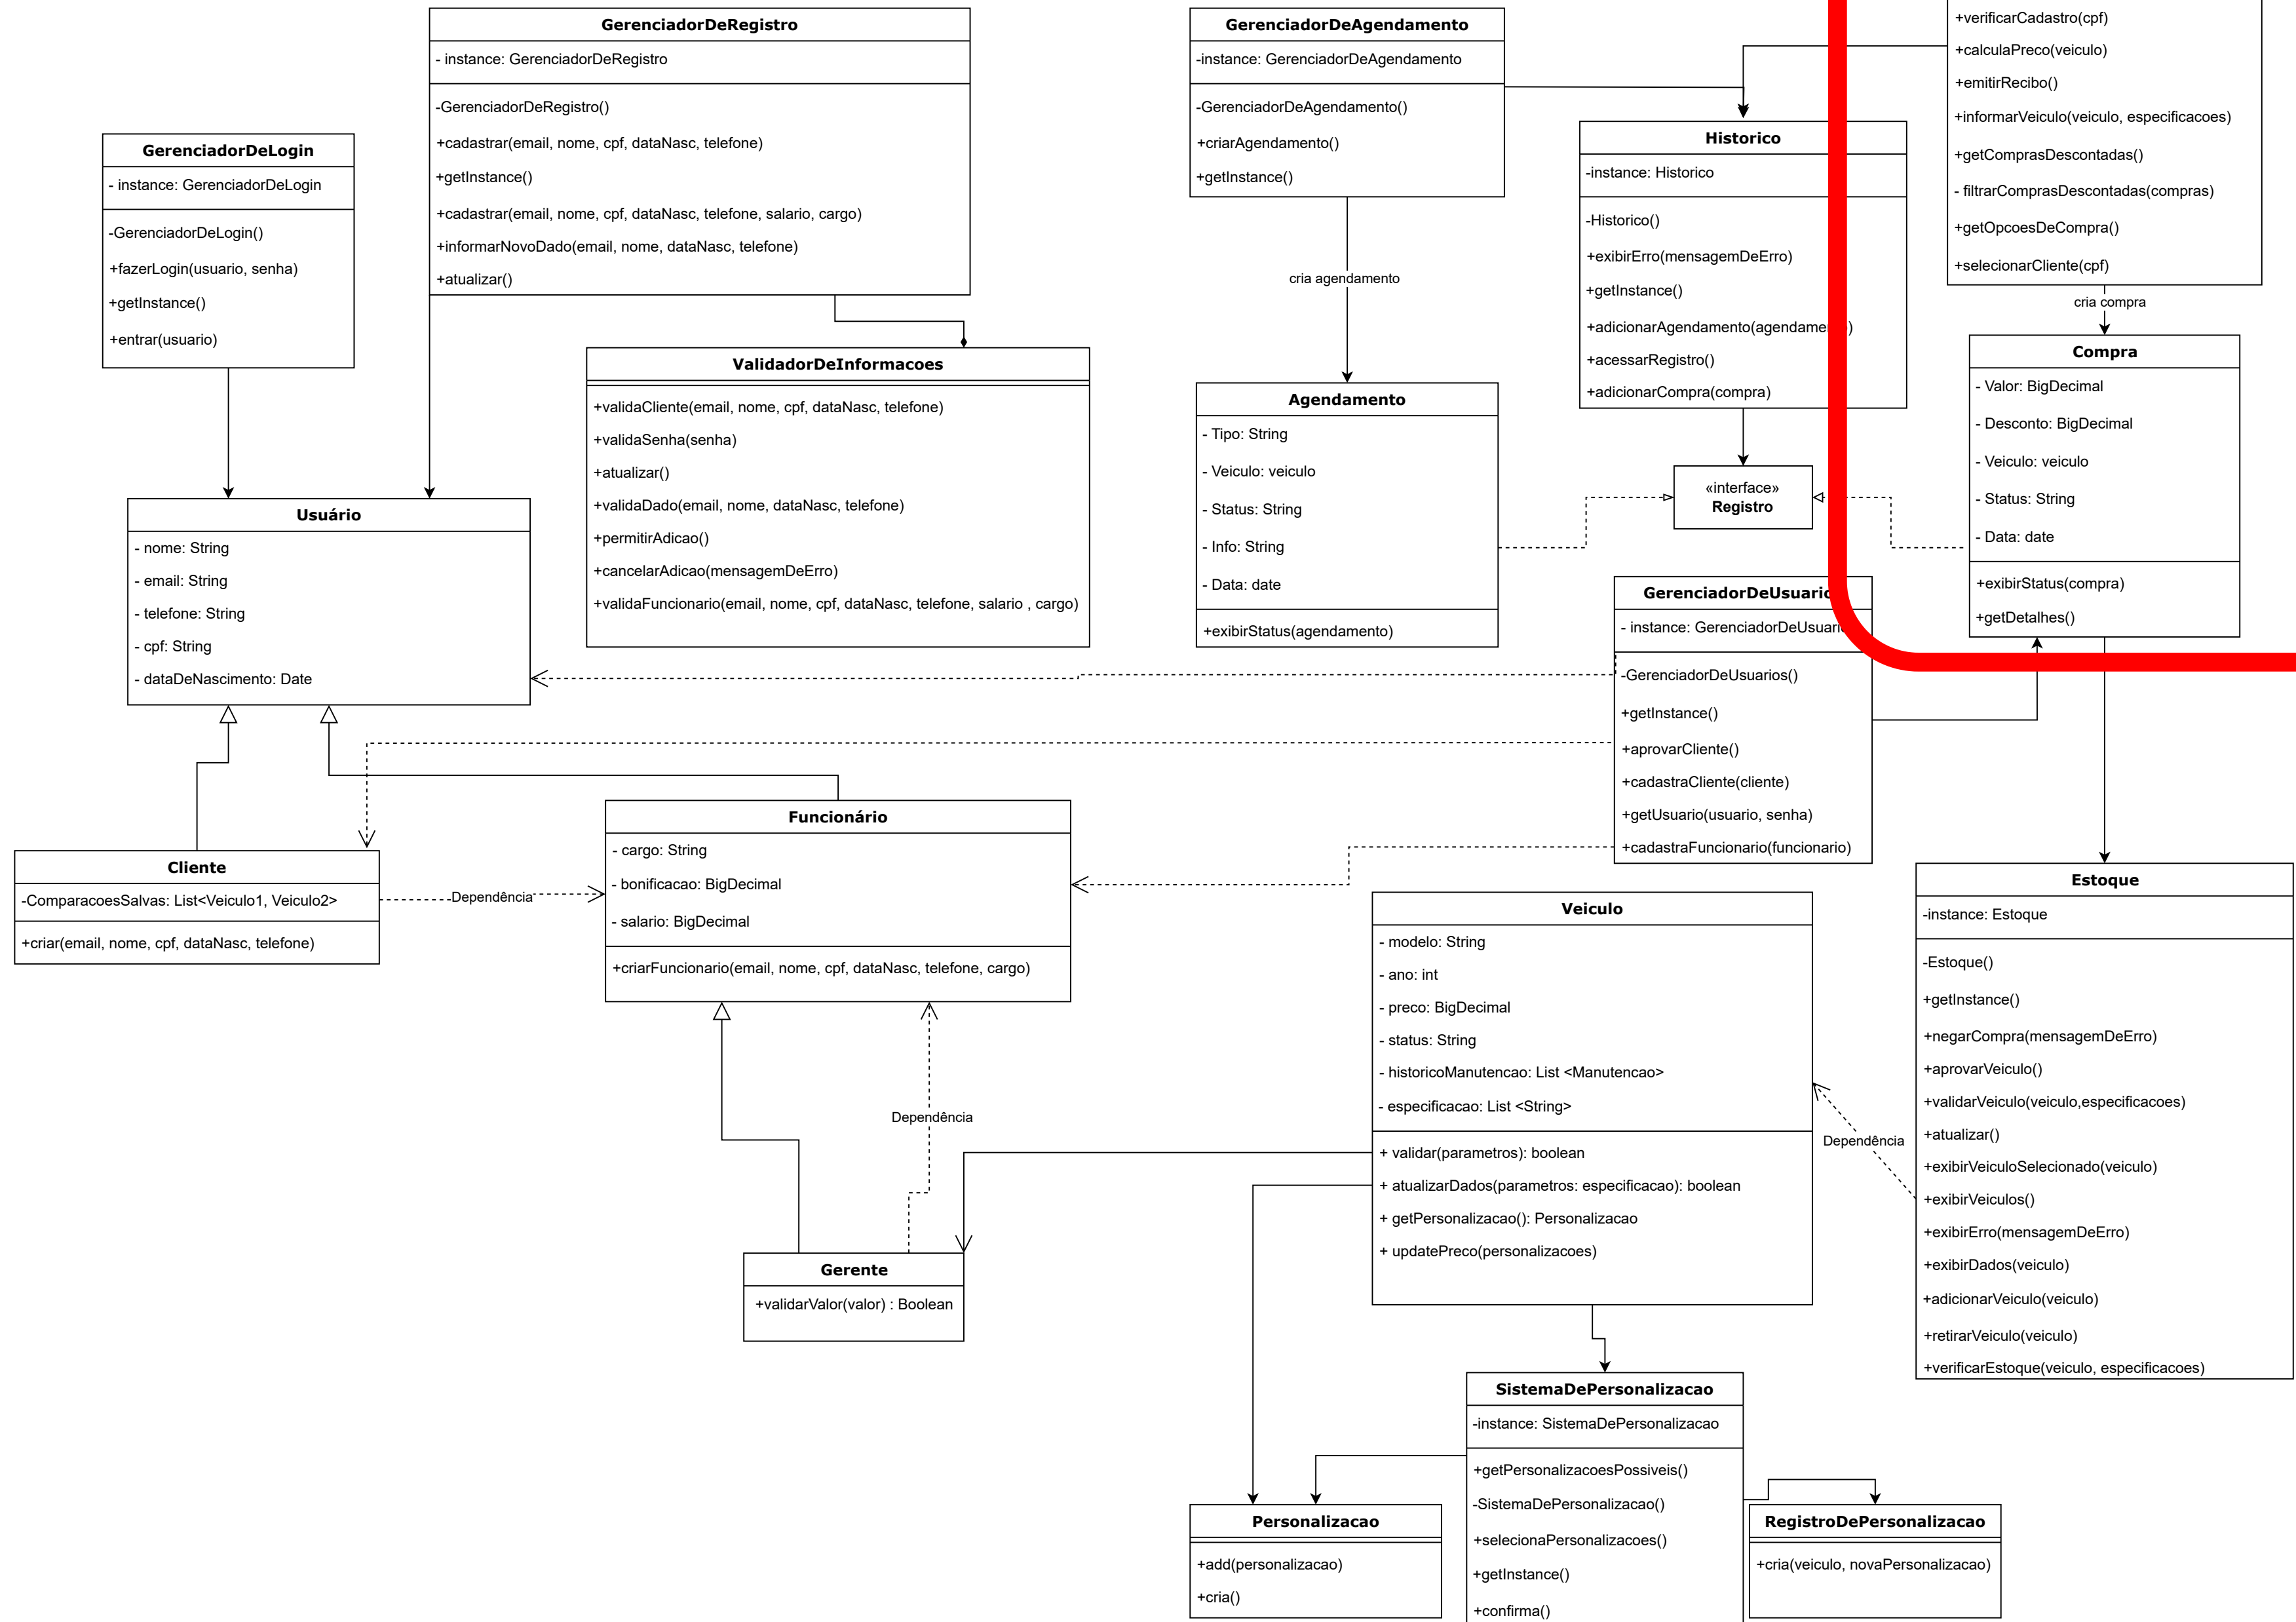 GerenciadorDeRegistro
- instance: GerenciadorDeRegistro
-GerenciadorDeRegistro()
+cadastrar(email, nome, cpf, dataNasc, telefone)
+getInstance()
+cadastrar(email, nome, cpf, dataNasc, telefone, salario, cargo)
+informarNovoDado(email, nome, dataNasc, telefone)
+atualizar()
GerenciadorDeAgendamento
-instance: GerenciadorDeAgendamento
-GerenciadorDeAgendamento()
+criarAgendamento()
+getInstance()
+verificarCadastro(cpf)
+calculaPreco(veiculo)
+emitirRecibo()
+informarVeiculo(veiculo, especificacoes)
+getComprasDescontadas()
- filtrarComprasDescontadas(compras)
+getOpcoesDeCompra()
+selecionarCliente(cpf)
GerenciadorDeLogin
- instance: GerenciadorDeLogin
-GerenciadorDeLogin()
+fazerLogin(usuario, senha)
+getInstance()
+entrar(usuario)
Historico
-instance: Historico
-Historico()
+exibirErro(mensagemDeErro)
+getInstance()
+adicionarAgendamento(agendame )
+acessarRegistro()
+adicionarCompra(compra)
cria agendamento
cria compra
ValidadorDeInformacoes
+validaCliente(email, nome, cpf, dataNasc, telefone)
+validaSenha(senha)
+atualizar()
+validaDado(email, nome, dataNasc, telefone)
+permitirAdicao()
+cancelarAdicao(mensagemDeErro)
+validaFuncionario(email, nome, cpf, dataNasc, telefone, salario , cargo)
Agendamento
- Tipo: String
- Veiculo: veiculo
- Status: String
- Info: String
- Data: date
+exibirStatus(agendamento)
Compra
- Valor: BigDecimal
- Desconto: BigDecimal
- Veiculo: veiculo
- Status: String
- Data: date
+exibirStatus(compra)
+getDetalhes()
«interface»
Registro
Usuário
- nome: String
- email: String
- telefone: String
- cpf: String
- dataDeNascimento: Date
GerenciadorDeUsuario
- instance: GerenciadorDeUsuari
-GerenciadorDeUsuarios()
+getInstance()
+aprovarCliente()
+cadastraCliente(cliente)
+getUsuario(usuario, senha)
+cadastraFuncionario(funcionario)
Cliente
-ComparacoesSalvas: List<Veiculo1, Veiculo2>
+criar(email, nome, cpf, dataNasc, telefone)
Dependência
Funcionário
- cargo: String
- bonificacao: BigDecimal
- salario: BigDecimal
+criarFuncionario(email, nome, cpf, dataNasc, telefone, cargo)
Veiculo
- modelo: String
- ano: int
- preco: BigDecimal
- status: String
- historicoManutencao: List <Manutencao>
- especificacao: List <String>
+ validar(parametros): boolean
+ atualizarDados(parametros: especificacao): boolean
+ getPersonalizacao(): Personalizacao
+ updatePreco(personalizacoes)
Estoque
-instance: Estoque
-Estoque()
+getInstance()
+negarCompra(mensagemDeErro)
+aprovarVeiculo()
+validarVeiculo(veiculo,especificacoes)
+atualizar()
+exibirVeiculoSelecionado(veiculo)
+exibirVeiculos()
+exibirErro(mensagemDeErro)
+exibirDados(veiculo)
+adicionarVeiculo(veiculo)
+retirarVeiculo(veiculo)
+verificarEstoque(veiculo, especificacoes)
Dependência
Dependência
Gerente
+validarValor(valor) : Boolean
SistemaDePersonalizacao
-instance: SistemaDePersonalizacao
+getPersonalizacoesPossiveis()
-SistemaDePersonalizacao()
+selecionaPersonalizacoes()
+getInstance()
+confirma()
Personalizacao
+add(personalizacao)
+cria()
RegistroDePersonalizacao
+cria(veiculo, novaPersonalizacao)